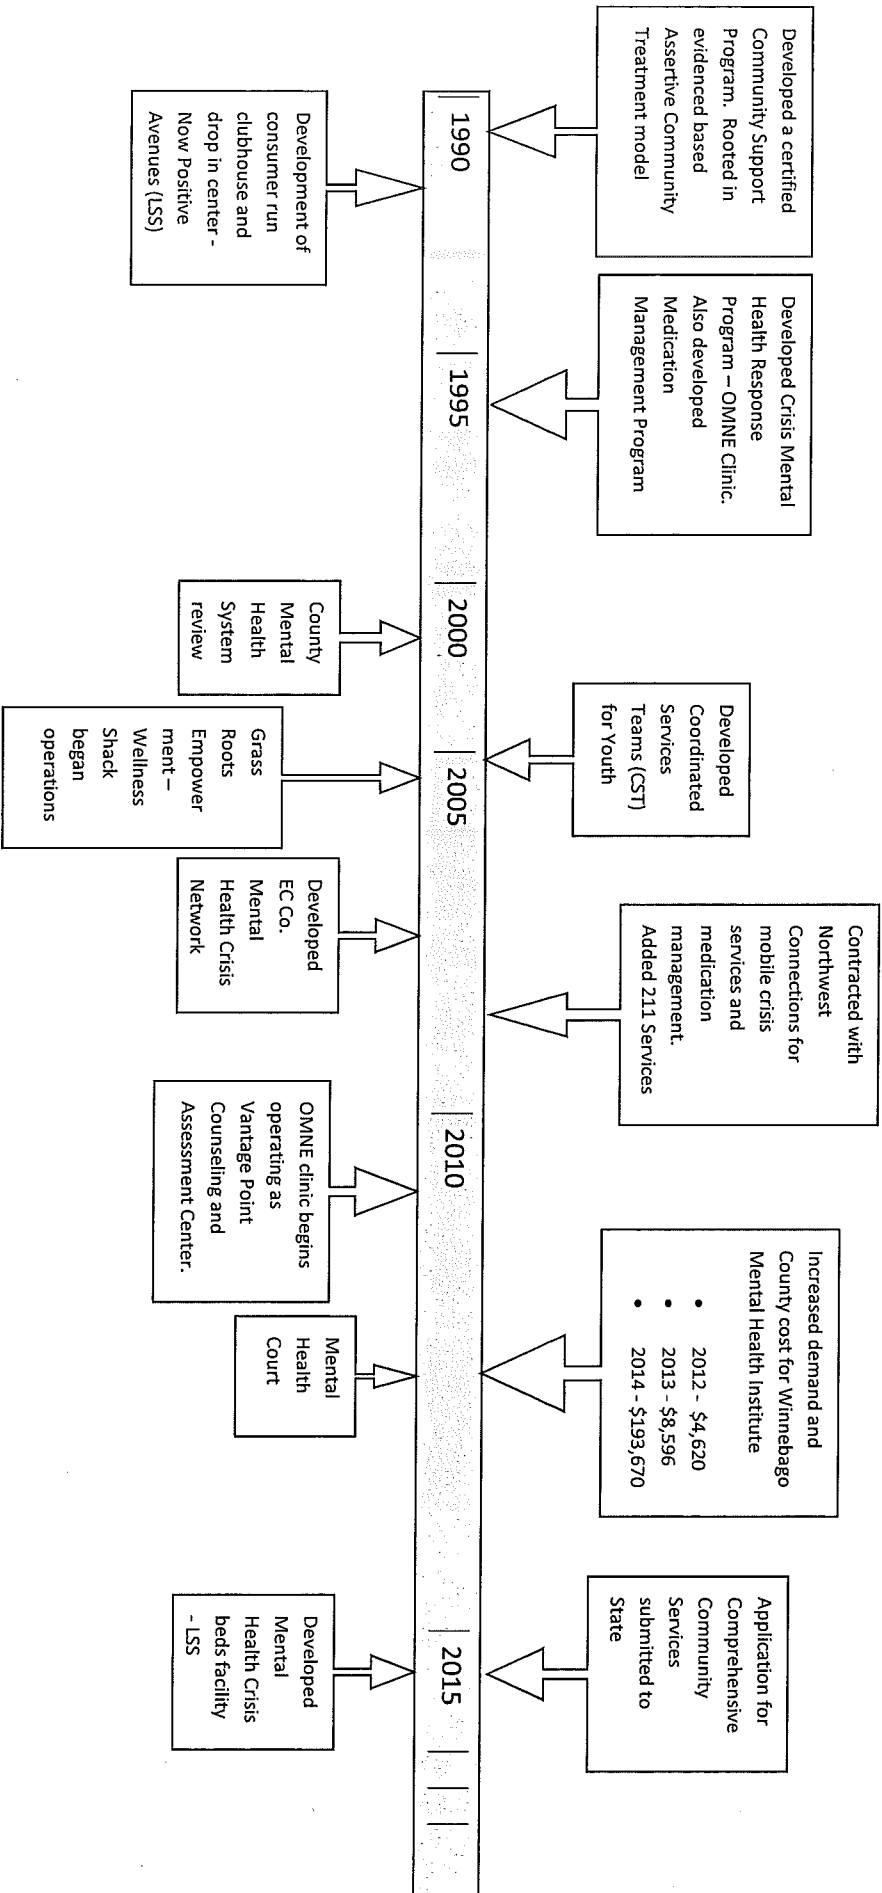 Developed a certified
Community Support
Program.  Rooted in
evidenced based
Assertive Community
Treatment model
Developed Crisis Mental
Health Response
Program – OMNE Clinic.
Also developed
Medication
Management Program
Developed
Coordinated
Services
Teams (CST)
for Youth
Contracted with
Northwest
Connections for
mobile crisis
services and
medication
management.
Added 211 Services
Increased demand and
County cost for Winnebago
Mental Health Institute
• 2012 - $4,620
• 2013 - $8,596
• 2014 - $193,670
Application for
Comprehensive
Community
Services
submitted to
State
1990
1995
2000
2005
2010
2015
Development of
consumer run
clubhouse and
drop in center -
Now Positive
Avenues (LSS)
County
Mental
Health
System
review
Grass
Roots
Empower
ment –
Wellness
Shack
began
operations
Developed
EC Co.
Mental
Health Crisis
Network
OMNE clinic begins
operating as
Vantage Point
Counseling and
Assessment Center.
Mental
Health
Court
Developed
Mental
Health Crisis
beds facility
- LSS